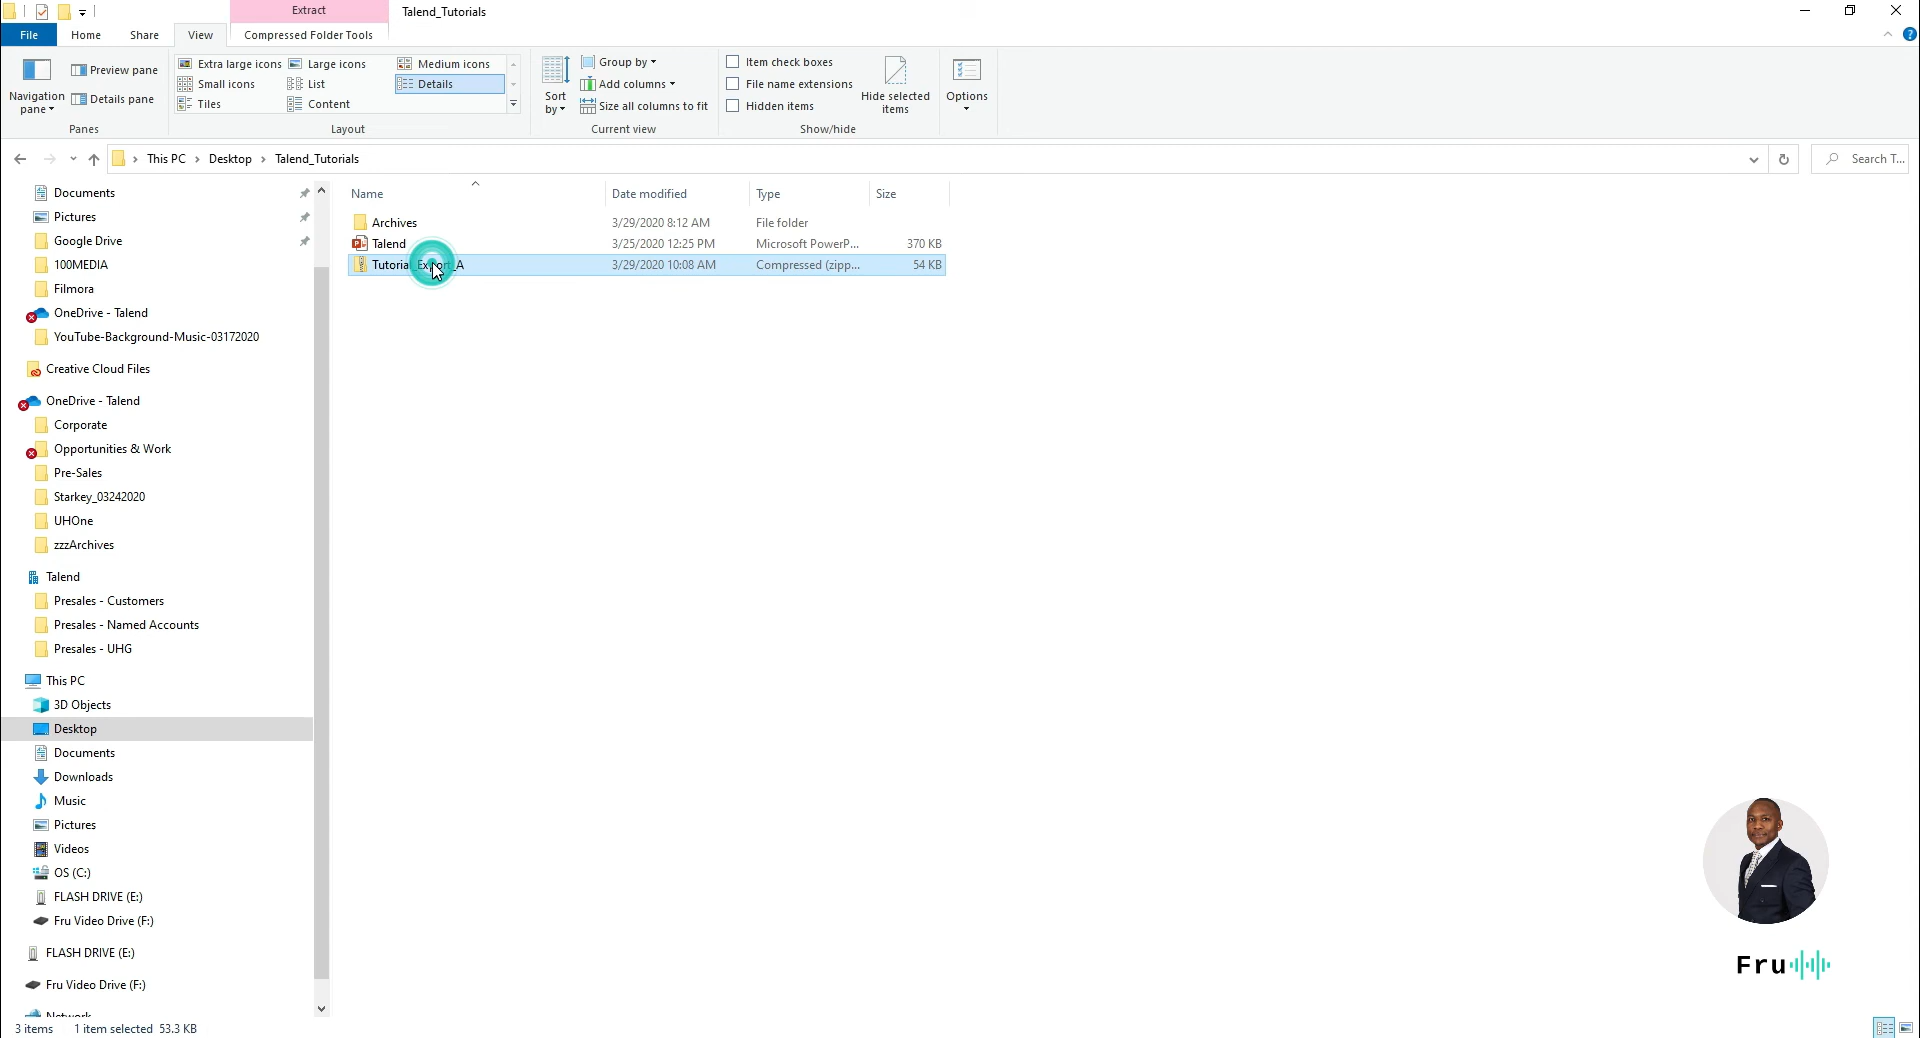 Extract
Talend_Tutorials
File
Home
Share
View
Compressed Folder Tools
Navigation pane
Preview pane
Details pane
Panes
Extra large icons
Large icons
Medium icons
Small icons
List
Details
Tiles
Content
Layout
Sort by
Group by
Add columns
Size all columns to fit
Current view
Item check boxes
File name extensions
Hidden items
Hide selected items
Show/hide
Options
This PC > Desktop > Talend_Tutorials
Search T...
Name Date modified Type Size
Archives 3/29/2020 8:12 AM File folder
Talend 3/25/2020 12:25 PM Microsoft PowerP... 370 KB
Tutorial_Export_A 3/29/2020 10:08 AM Compressed (zipp... 54 KB
Documents
Pictures
Google Drive
100MEDIA
Filmora
OneDrive - Talend
YouTube-Background-Music-03172020
Creative Cloud Files
OneDrive - Talend
Corporate
Opportunities & Work
Pre-Sales
Starkey_03242020
UHOne
zzzArchives
Talend
Presales - Customers
Presales - Named Accounts
Presales - UHG
This PC
3D Objects
Desktop
Documents
Downloads
Music
Pictures
Videos
OS (C:)
FLASH DRIVE (E:)
Fru Video Drive (F:)
FLASH DRIVE (E:)
Fru Video Drive (F:)
Network
Fru
3 items 1 item selected 53.3 KB